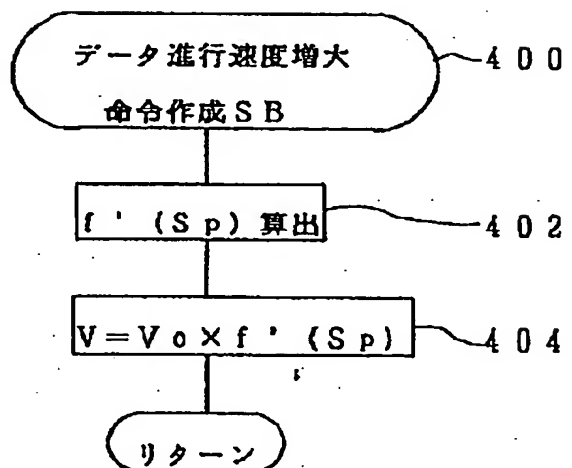 データ進行速度増大
命令作成SB
400
f'(Sp)算出
402
V=Vo×f'(Sp)
404
リターン